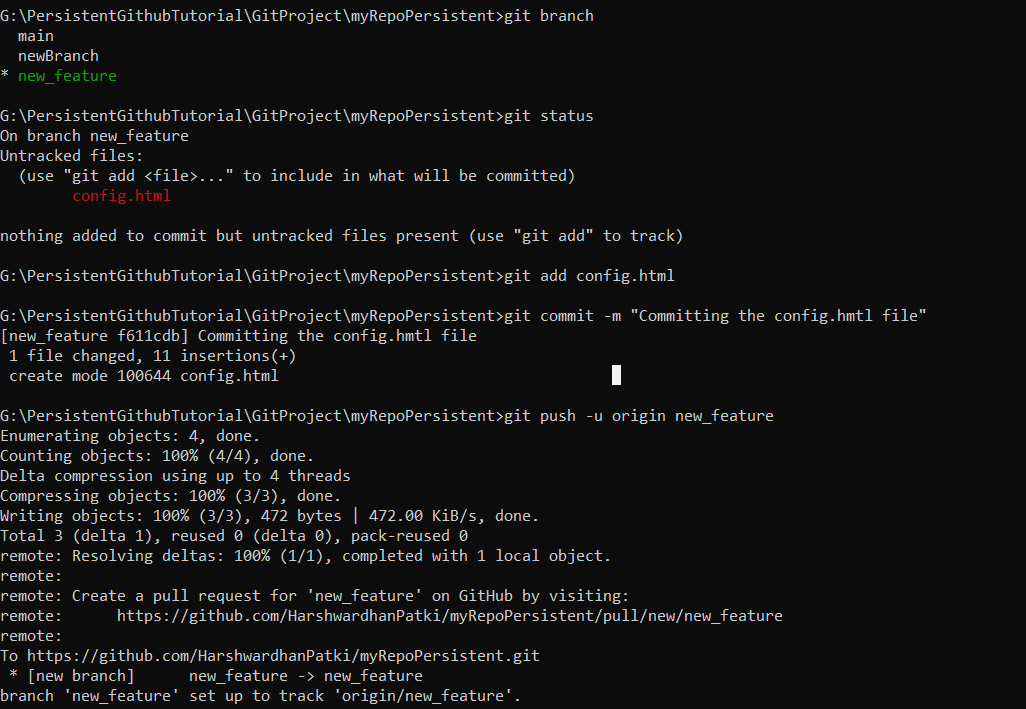 G:\PersistentGithubTutorial\GitProject\myRepoPersistent>git branch
  main
  newBranch
* new_feature
G:\PersistentGithubTutorial\GitProject\myRepoPersistent>git status
On branch new_feature
Untracked files:
  (use "git add <file>..." to include in what will be committed)
        config.html
nothing added to commit but untracked files present (use "git add" to track)
G:\PersistentGithubTutorial\GitProject\myRepoPersistent>git add config.html
G:\PersistentGithubTutorial\GitProject\myRepoPersistent>git commit -m "Committing the config.hmtl file"
[new_feature f611cdb] Committing the config.hmtl file
 1 file changed, 11 insertions(+)
 create mode 100644 config.html
G:\PersistentGithubTutorial\GitProject\myRepoPersistent>git push -u origin new_feature
Enumerating objects: 4, done.
Counting objects: 100% (4/4), done.
Delta compression using up to 4 threads
Compressing objects: 100% (3/3), done.
Writing objects: 100% (3/3), 472 bytes | 472.00 KiB/s, done.
Total 3 (delta 1), reused 0 (delta 0), pack-reused 0
remote: Resolving deltas: 100% (1/1), completed with 1 local object.
remote:
remote: Create a pull request for 'new_feature' on GitHub by visiting:
remote:      https://github.com/HarshwardhanPatki/myRepoPersistent/pull/new/new_feature
remote:
To https://github.com/HarshwardhanPatki/myRepoPersistent.git
 * [new branch]      new_feature -> new_feature
branch 'new_feature' set up to track 'origin/new_feature'.